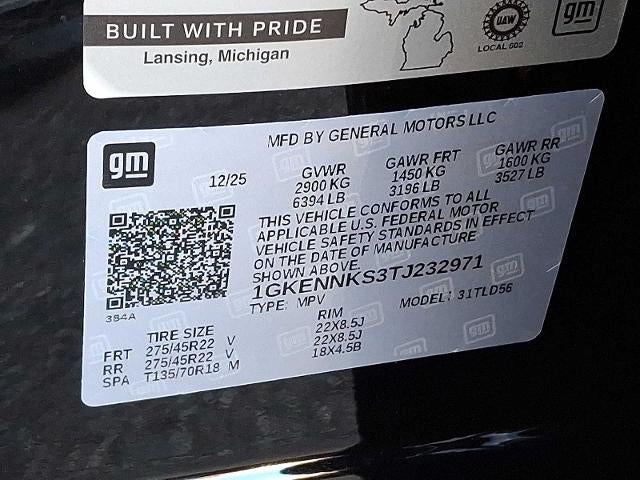 BUILT WITH PRIDE
Lansing, Michigan
UAW
LOCAL 602
gm
gm
MFD BY GENERAL MOTORS LLC
12/25
GVWR GAWR FRT GAWR RR
2900 KG 1450 KG 1600 KG
6394 LB 3196 LB 3527 LB
THIS VEHICLE CONFORMS TO ALL
APPLICABLE U.S. FEDERAL MOTOR
VEHICLE SAFETY STANDARDS IN EFFECT
ON THE DATE OF MANUFACTURE
SHOWN ABOVE.
1GKENNKS3TJ232971
TYPE: MPV MODEL: 31TLD56
384A
TIRE SIZE RIM
FRT 275/45R22 V 22X8.5J
RR 275/45R22 V 22X8.5J
SPA T135/70R18 M 18X4.5B